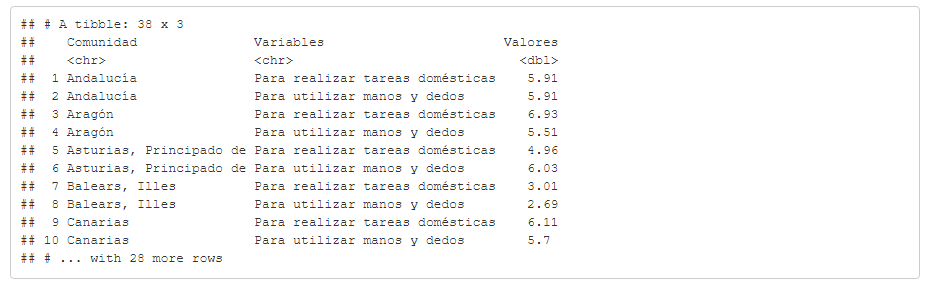 ## # A tibble: 38 x 3
##    Comunidad               Variables                       Valores
##    <chr>                   <chr>                             <dbl>
##  1 Andalucía               Para realizar tareas domésticas    5.91
##  2 Andalucía               Para utilizar manos y dedos        5.91
##  3 Aragón                  Para realizar tareas domésticas    6.93
##  4 Aragón                  Para utilizar manos y dedos        5.51
##  5 Asturias, Principado de Para realizar tareas domésticas    4.96
##  6 Asturias, Principado de Para utilizar manos y dedos        6.03
##  7 Balears, Illes          Para realizar tareas domésticas    3.01
##  8 Balears, Illes          Para utilizar manos y dedos        2.69
##  9 Canarias                Para realizar tareas domésticas    6.11
## 10 Canarias                Para utilizar manos y dedos        5.7
## # ... with 28 more rows